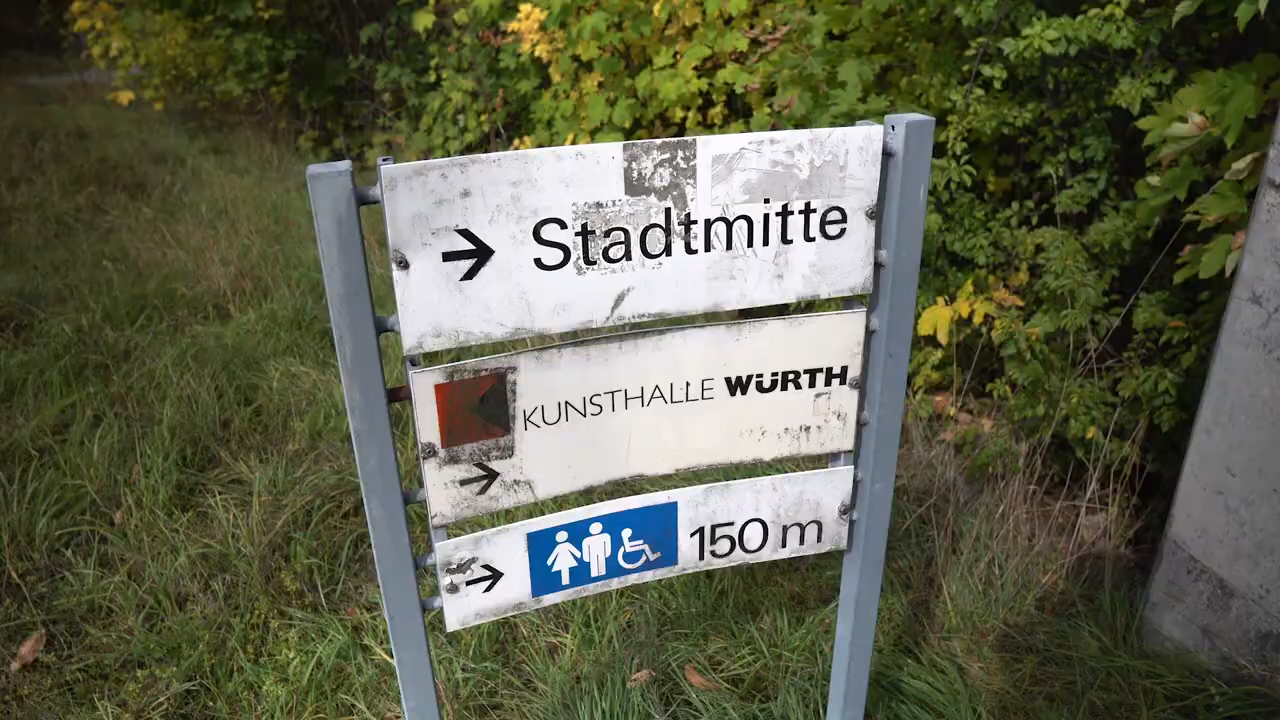 → Stadtmitte
KUNSTHALLE WÜRTH
→
→ 150 m